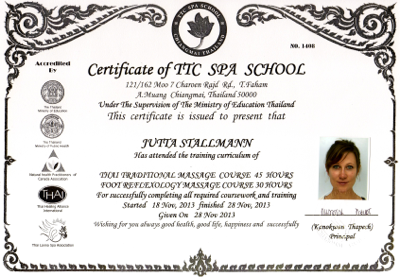 TTC SPA SCHOOL
CHIANGMAI THAILAND
NO. 1408
Accredited
By
Certificate of TTC SPA SCHOOL
121/162 Moo 7 Charoen Rajd Rd., T.Faham
A.Muang Chiangmai, Thailand 50000
Under The Supervision of The Ministry of Education Thailand
This certificate is issued to present that
The Thailand
Ministry of Education
The Thailand
Ministry of Public Health
Natural Health Practitioners of
Canada Association
THAI
The Healing Alliance
International
Thai Lanna Spa Association
JUTTA STALLMANN
Has attended the training curriculum of
THAI TRADITIONAL MASSAGE COURSE 45 HOURS
FOOT REFLEXOLOGY MASSAGE COURSE 30 HOURS
For successfully completing all required coursework and training
Started 18 Nov, 2013 finished 28 Nov, 2013
Given On 28 Nov 2013
Wishing for you always good health, good life, happiness and successfully
(Kanokwan Thapeck)
Principal